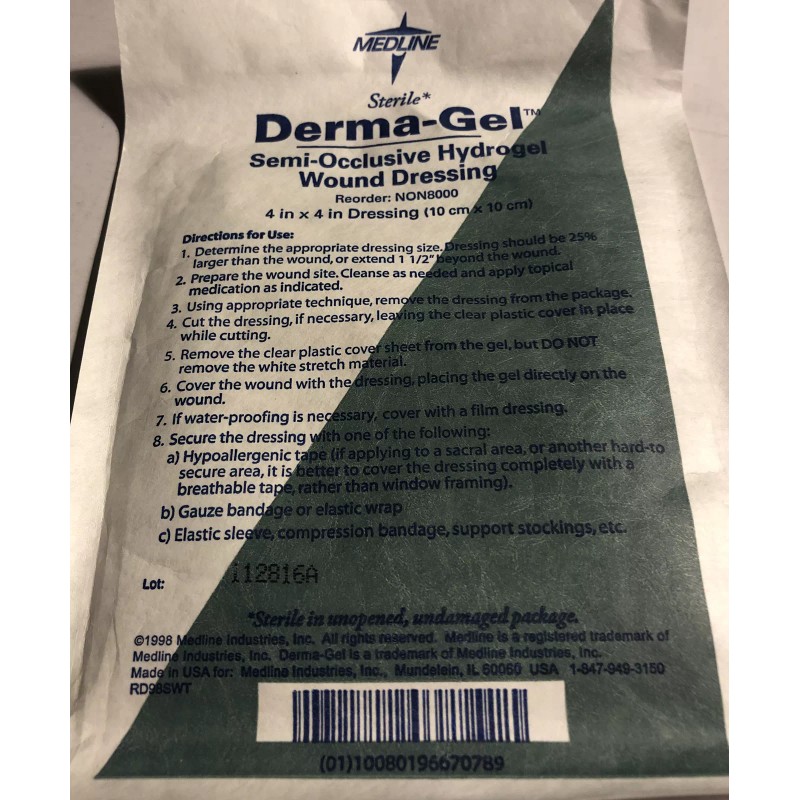 MEDLINE
Sterile*
Derma-Gel™
Semi-Occlusive Hydrogel
Wound Dressing
Reorder: NON8000
4 in x 4 in Dressing (10 cm x 10 cm)
Directions for Use:
1. Determine the appropriate dressing size. Dressing should be 25%
larger than the wound, or extend 1 1/2" beyond the wound.
2. Prepare the wound site. Cleanse as needed and apply topical
medication as indicated.
3. Using appropriate technique, remove the dressing from the package.
4. Cut the dressing, if necessary, leaving the clear plastic cover in place
while cutting.
5. Remove the clear plastic cover sheet from the gel, but DO NOT
remove the white stretch material.
6. Cover the wound with the dressing, placing the gel directly on the
wound.
7. If water-proofing is necessary, cover with a film dressing.
8. Secure the dressing with one of the following:
a) Hypoallergenic tape (if applying to a sacral area, or another hard-to
secure area, it is better to cover the dressing completely with a
breathable tape, rather than window framing).
b) Gauze bandage or elastic wrap
c) Elastic sleeve, compression bandage, support stockings, etc.
Lot: i12816A
*Sterile in unopened, undamaged package.
©1998 Medline Industries, Inc. All rights reserved. Medline is a registered trademark of
Medline Industries, Inc. Derma-Gel is a trademark of Medline Industries, Inc.
Made in USA for: Medline Industries, Inc., Mundelein, IL 60060 USA 1-847-949-3150
RD98SWT
(01)10080196670789